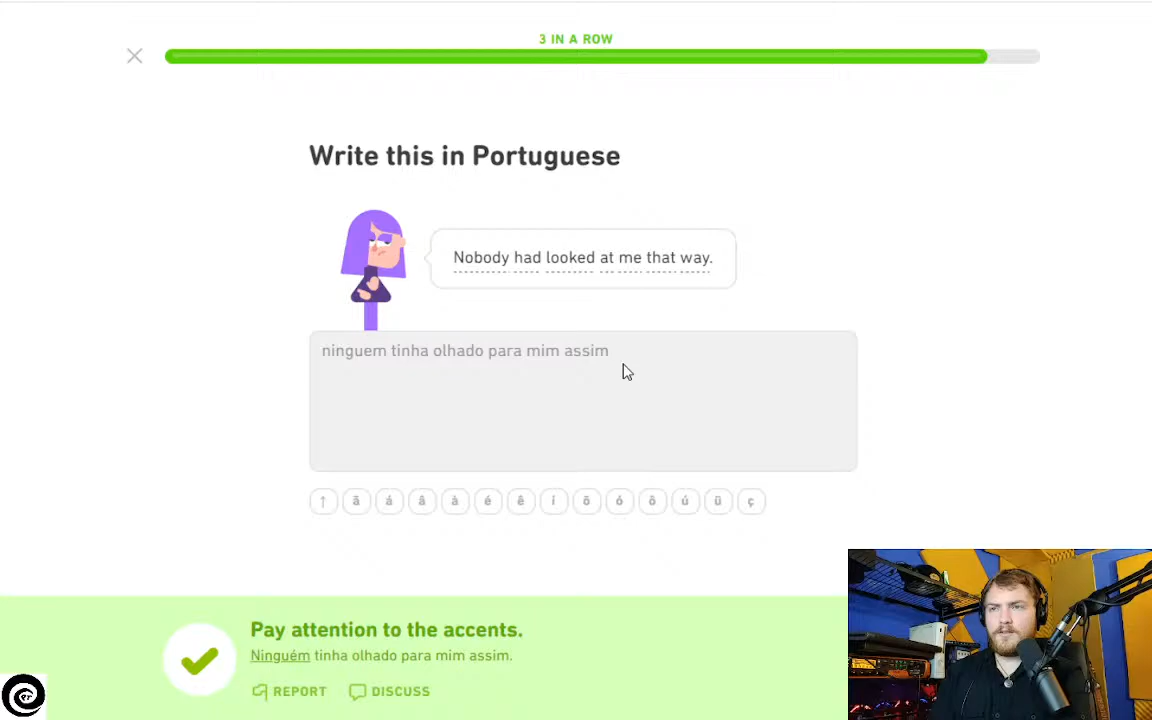 3 IN A ROW
Write this in Portuguese
Nobody had looked at me that way.
ninguem tinha olhado para mim assim
↑ ã á â à é ê í õ ó ô ú ü ç
Pay attention to the accents.
Ninguém tinha olhado para mim assim.
REPORT DISCUSS